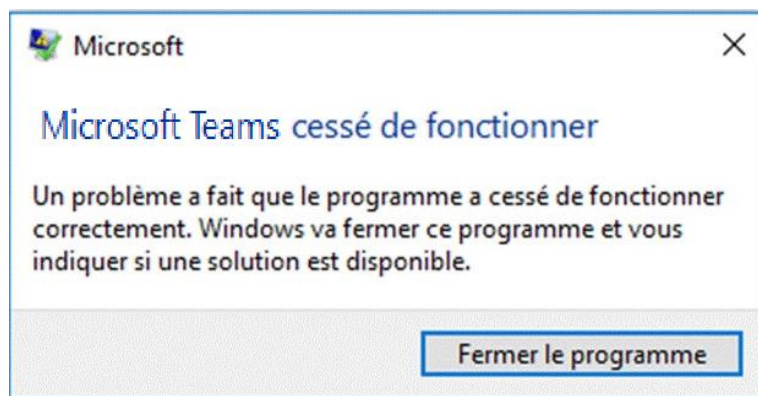 Microsoft
Microsoft Teams cessé de fonctionner
Un problème a fait que le programme a cessé de fonctionner
correctement. Windows va fermer ce programme et vous
indiquer si une solution est disponible.
Fermer le programme